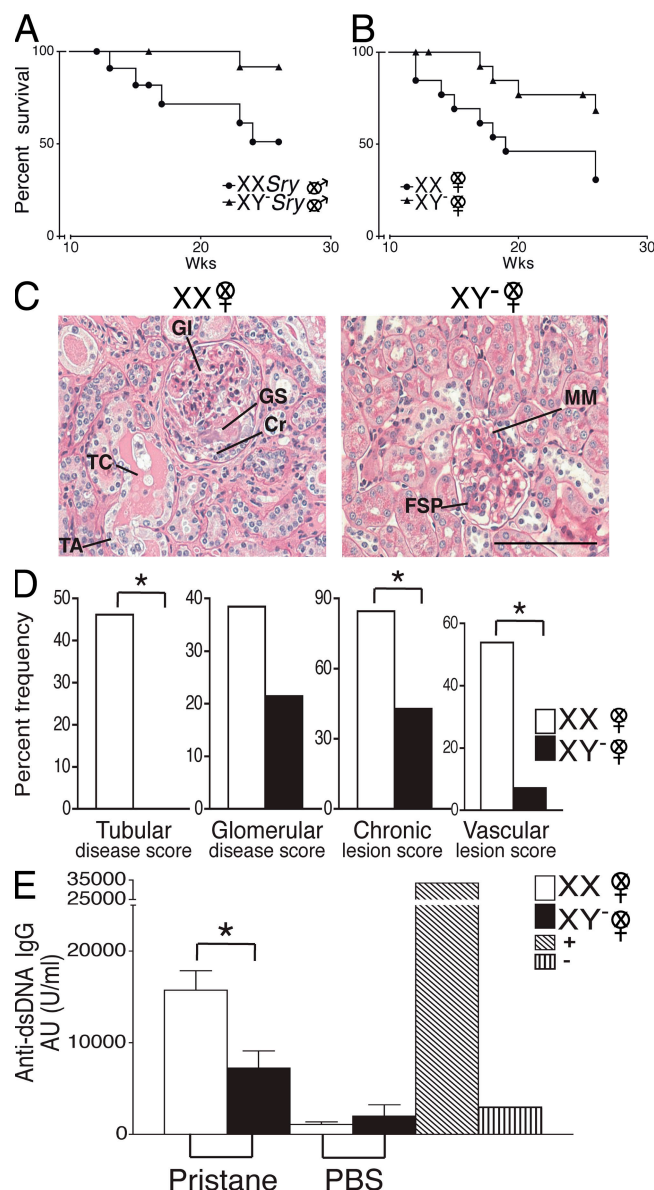 A
B
100
50
0
Percent survival
10
20
30
Wks
XXSry
XY⁻Sry
100
50
0
10
20
30
Wks
XX ♀
XY⁻ ♀
C
XX♀
XY⁻♀
GI
GS
Cr
TC
TA
MM
FSP
D
Percent frequency
50
40
30
20
10
0
*
Tubular
disease score
40
30
20
10
0
Glomerular
disease score
90
60
30
0
*
Chronic
lesion score
60
40
20
0
*
Vascular
lesion score
XX ♀
XY⁻♀
E
Anti-dsDNA IgG
AU (U/ml)
35000
25000
20000
10000
0
*
Pristane
PBS
XX ♀
XY⁻♀
+
-